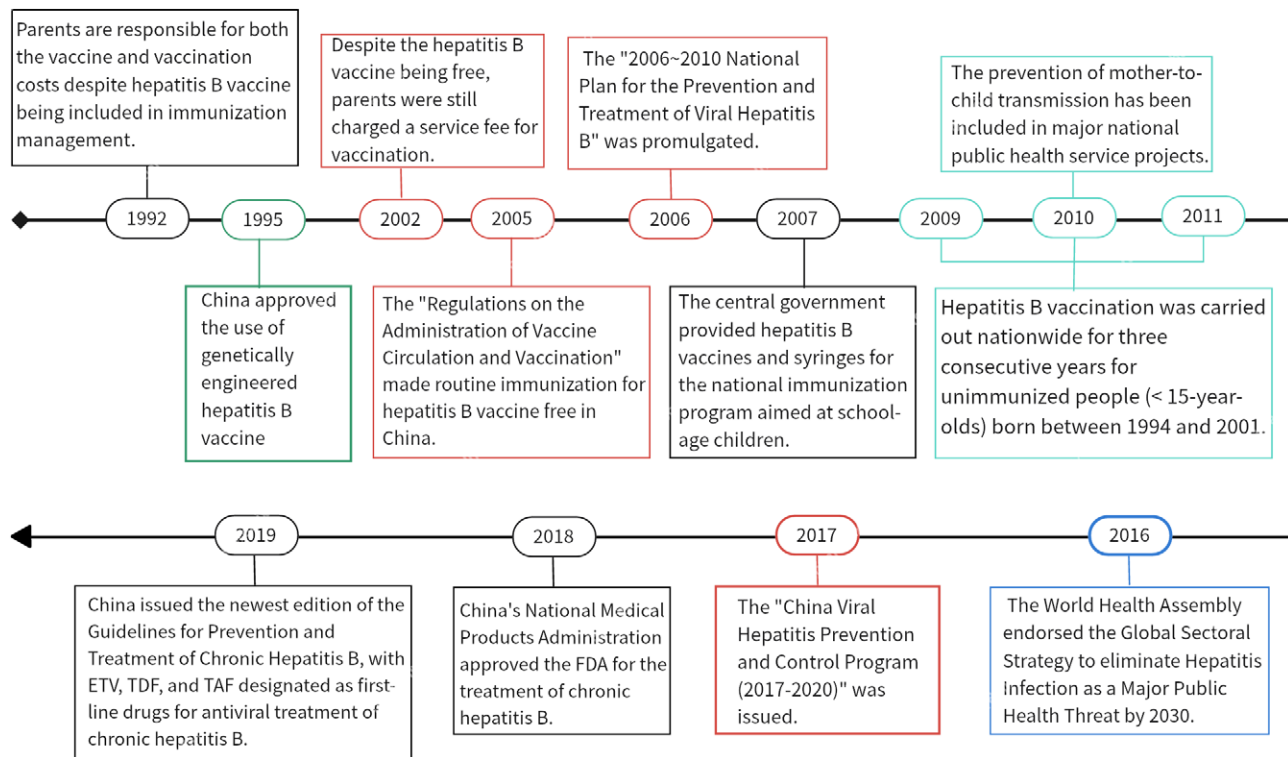 Parents are responsible for both
the vaccine and vaccination
costs despite hepatitis B vaccine
being included in immunization
management.
Despite the hepatitis B
vaccine being free,
parents were still
charged a service fee for
vaccination.
The "2006~2010 National
Plan for the Prevention and
Treatment of Viral Hepatitis
B" was promulgated.
The prevention of mother-to-
child transmission has been
included in major national
public health service projects.
1992
1995
2002
2005
2006
2007
2009
2010
2011
China approved
the use of
genetically
engineered
hepatitis B
vaccine
The "Regulations on the
Administration of Vaccine
Circulation and Vaccination"
made routine immunization for
hepatitis B vaccine free in
China.
The central government
provided hepatitis B
vaccines and syringes for
the national immunization
program aimed at school-
age children.
Hepatitis B vaccination was carried
out nationwide for three
consecutive years for
unimmunized people (< 15-year-
olds) born between 1994 and 2001.
2019
2018
2017
2016
China issued the newest edition of the
Guidelines for Prevention and
Treatment of Chronic Hepatitis B, with
ETV, TDF, and TAF designated as first-
line drugs for antiviral treatment of
chronic hepatitis B.
China's National Medical
Products Administration
approved the FDA for the
treatment of chronic
hepatitis B.
The "China Viral
Hepatitis Prevention
and Control Program
(2017-2020)" was
issued.
The World Health Assembly
endorsed the Global Sectoral
Strategy to eliminate Hepatitis
Infection as a Major Public
Health Threat by 2030.